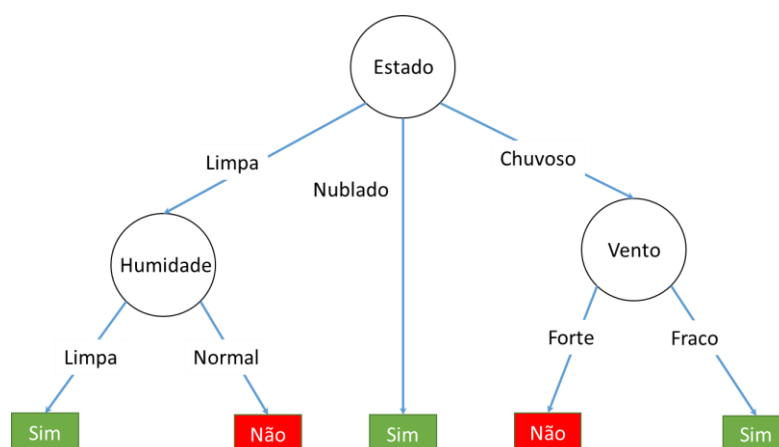 Estado
Limpa
Chuvoso
Nublado
Humidade
Vento
Limpa
Normal
Forte
Fraco
Sim
Não
Sim
Não
Sim